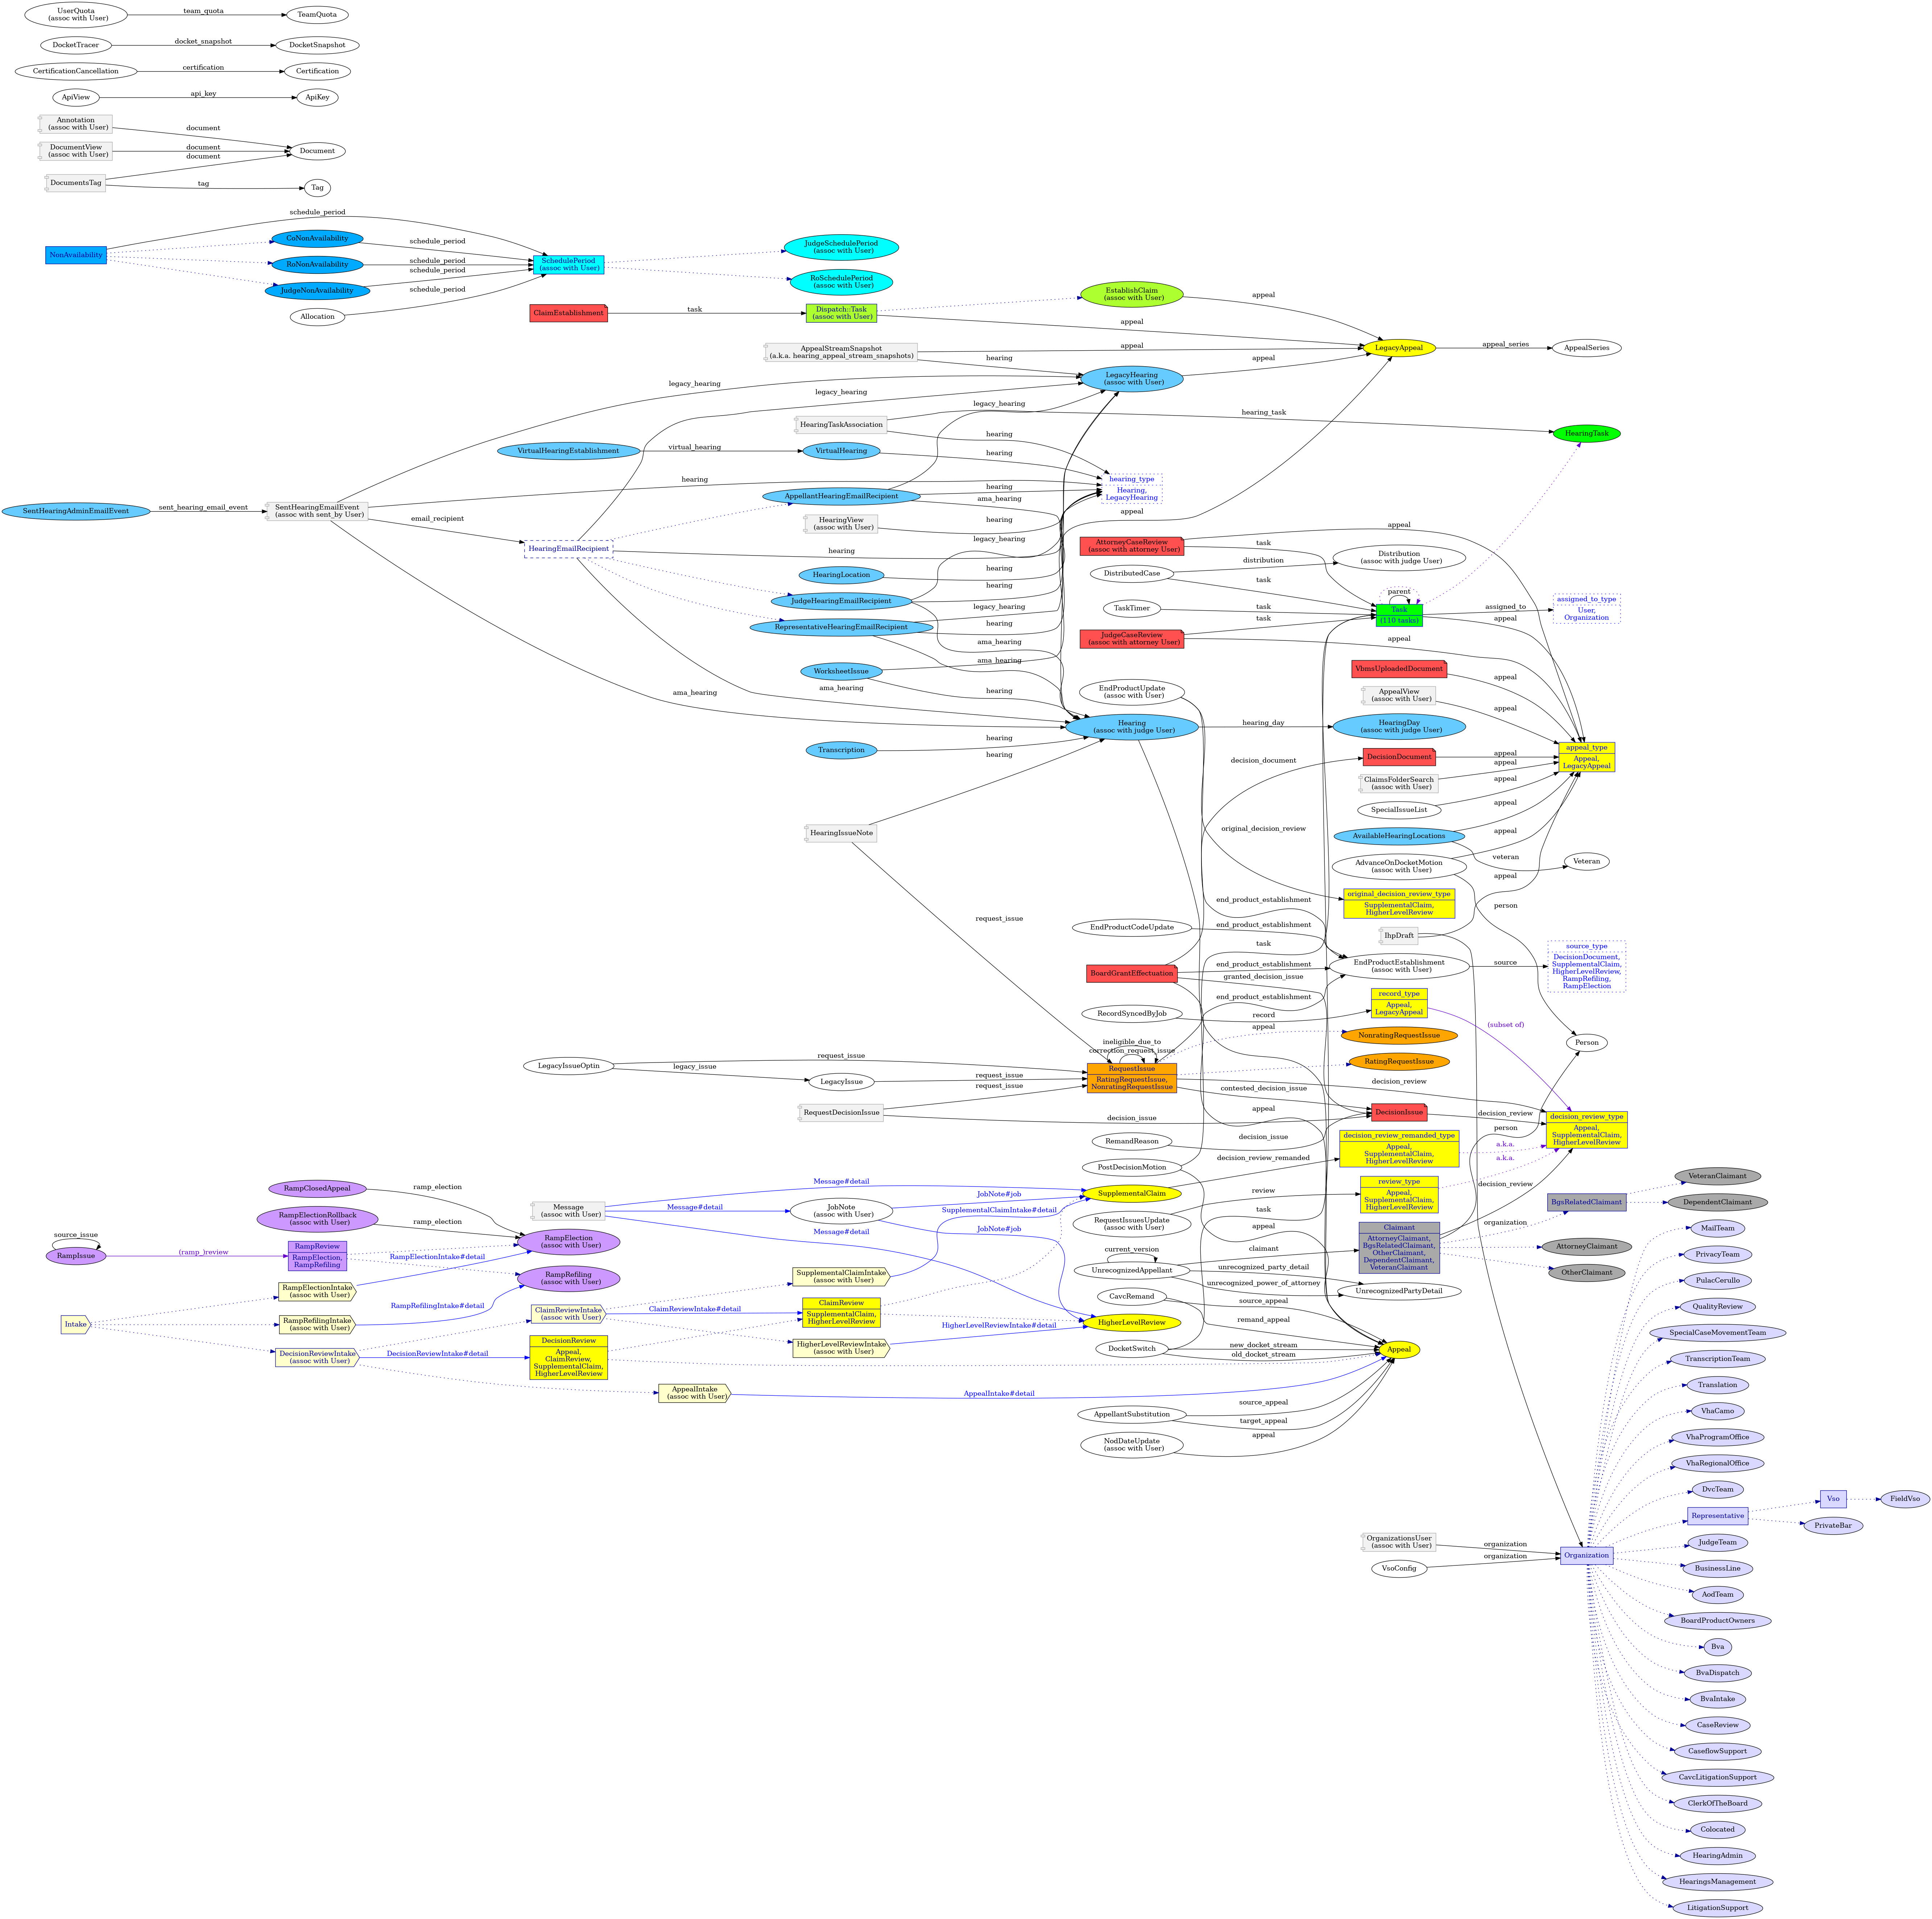 UserQuota
(assoc with User)
team_quota
TeamQuota
DocketTracer
docket_snapshot
DocketSnapshot
CertificationCancellation
certification
Certification
ApiView
api_key
ApiKey
Annotation
(assoc with User)
document
DocumentView
(assoc with User)
document
document
Document
DocumentsTag
tag
Tag
schedule_period
NonAvailability
CoNonAvailability
schedule_period
RoNonAvailability
schedule_period
schedule_period
JudgeNonAvailability
schedule_period
Allocation
SchedulePeriod
(assoc with User)
JudgeSchedulePeriod
(assoc with User)
RoSchedulePeriod
(assoc with User)
ClaimEstablishment
task
Dispatch::Task
(assoc with User)
EstablishClaim
(assoc with User)
appeal
appeal
AppealStreamSnapshot
(a.k.a. hearing_appeal_stream_snapshots)
appeal
hearing
LegacyAppeal
appeal_series
AppealSeries
LegacyHearing
(assoc with User)
appeal
legacy_hearing
legacy_hearing
legacy_hearing
HearingTaskAssociation
hearing
hearing_task
HearingTask
VirtualHearingEstablishment
virtual_hearing
VirtualHearing
hearing
hearing_type
Hearing,
LegacyHearing
SentHearingAdminEmailEvent
sent_hearing_email_event
SentHearingEmailEvent
(assoc with sent_by User)
hearing
email_recipient
HearingEmailRecipient
AppellantHearingEmailRecipient
hearing
ama_hearing
appeal
HearingView
(assoc with User)
hearing
legacy_hearing
hearing
HearingLocation
hearing
hearing
JudgeHearingEmailRecipient
legacy_hearing
RepresentativeHearingEmailRecipient
hearing
ama_hearing
ama_hearing
WorksheetIssue
hearing
ama_hearing
ama_hearing
Hearing
(assoc with judge User)
hearing_day
HearingDay
(assoc with judge User)
Transcription
hearing
hearing
AttorneyCaseReview
(assoc with attorney User)
appeal
task
DistributedCase
distribution
Distribution
(assoc with judge User)
task
TaskTimer
task
parent
Task
(110 tasks)
assigned_to
assigned_to_type
User,
Organization
appeal
JudgeCaseReview
(assoc with attorney User)
task
appeal
VbmsUploadedDocument
appeal
AppealView
(assoc with User)
appeal
EndProductUpdate
(assoc with User)
decision_document
DecisionDocument
appeal
appeal_type
Appeal,
LegacyAppeal
ClaimsFolderSearch
(assoc with User)
appeal
SpecialIssueList
appeal
appeal
AvailableHearingLocations
appeal
veteran
Veteran
AdvanceOnDocketMotion
(assoc with User)
appeal
person
HearingIssueNote
original_decision_review
original_decision_review_type
SupplementalClaim,
HigherLevelReview
request_issue
end_product_establishment
EndProductCodeUpdate
end_product_establishment
IhpDraft
task
BoardGrantEffectuation
end_product_establishment
granted_decision_issue
EndProductEstablishment
(assoc with User)
source
source_type
DecisionDocument,
SupplementalClaim,
HigherLevelReview,
RampRefiling,
RampElection
end_product_establishment
RecordSyncedByJob
record
record_type
Appeal,
LegacyAppeal
(subset of)
appeal
NonratingRequestIssue
Person
ineligible_due_to
correction_request_issue
RatingRequestIssue
LegacyIssueOptin
request_issue
legacy_issue
LegacyIssue
request_issue
request_issue
RequestIssue
RatingRequestIssue,
NonratingRequestIssue
decision_review
contested_decision_issue
RequestDecisionIssue
decision_issue
appeal
DecisionIssue
decision_review
decision_review_type
Appeal,
SupplementalClaim,
HigherLevelReview
person
RemandReason
decision_issue
decision_review_remanded_type
Appeal,
SupplementalClaim,
HigherLevelReview
a.k.a.
a.k.a.
PostDecisionMotion
decision_review_remanded
decision_review
RampClosedAppeal
ramp_election
Message#detail
SupplementalClaim
review
review_type
Appeal,
SupplementalClaim,
HigherLevelReview
VeteranClaimant
BgsRelatedClaimant
DependentClaimant
RampElectionRollback
(assoc with User)
ramp_election
Message
(assoc with User)
Message#detail
JobNote
(assoc with User)
JobNote#job
SupplementalClaimIntake#detail
RequestIssuesUpdate
(assoc with User)
task
appeal
organization
MailTeam
source_issue
RampIssue
(ramp_)review
RampReview
RampElection,
RampRefiling
RampElectionIntake#detail
RampElection
(assoc with User)
Message#detail
JobNote#job
current_version
claimant
Claimant
AttorneyClaimant,
BgsRelatedClaimant,
OtherClaimant,
DependentClaimant,
VeteranClaimant
AttorneyClaimant
PrivacyTeam
UnrecognizedAppellant
unrecognized_party_detail
OtherClaimant
RampRefiling
(assoc with User)
SupplementalClaimIntake
(assoc with User)
unrecognized_power_of_attorney
UnrecognizedPartyDetail
PulacCerullo
RampElectionIntake
(assoc with User)
CavcRemand
source_appeal
QualityReview
RampRefilingIntake#detail
ClaimReviewIntake
(assoc with User)
ClaimReviewIntake#detail
ClaimReview
SupplementalClaim,
HigherLevelReview
Intake
RampRefilingIntake
(assoc with User)
HigherLevelReview
remand_appeal
SpecialCaseMovementTeam
DecisionReview
Appeal,
ClaimReview,
SupplementalClaim,
HigherLevelReview
HigherLevelReviewIntake
(assoc with User)
HigherLevelReviewIntake#detail
DecisionReviewIntake
(assoc with User)
DecisionReviewIntake#detail
DocketSwitch
new_docket_stream
old_docket_stream
Appeal
TranscriptionTeam
Translation
AppealIntake
(assoc with User)
AppealIntake#detail
VhaCamo
AppellantSubstitution
source_appeal
target_appeal
NodDateUpdate
(assoc with User)
appeal
VhaProgramOffice
VhaRegionalOffice
DvcTeam
Vso
FieldVso
Representative
PrivateBar
OrganizationsUser
(assoc with User)
organization
JudgeTeam
VsoConfig
organization
Organization
BusinessLine
AodTeam
BoardProductOwners
Bva
BvaDispatch
BvaIntake
CaseReview
CaseflowSupport
CavcLitigationSupport
ClerkOfTheBoard
Colocated
HearingAdmin
HearingsManagement
LitigationSupport